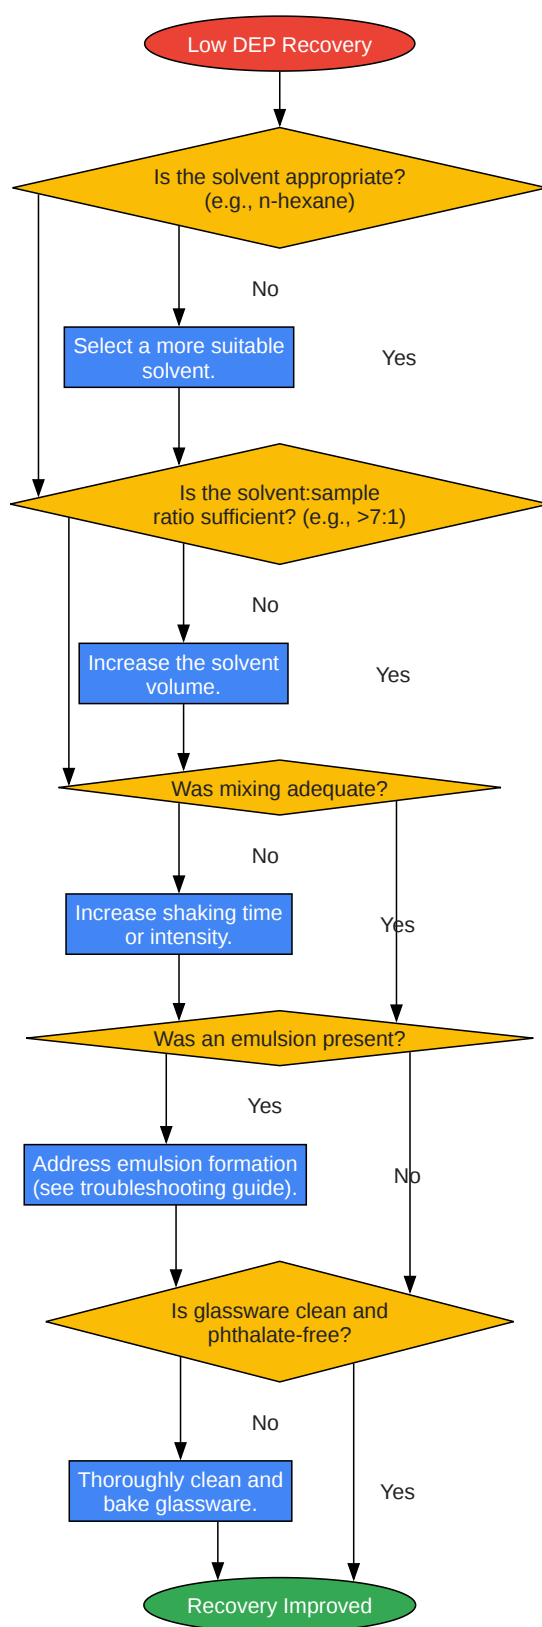 Low DEP Recovery
Is the solvent appropriate?
(e.g., n-hexane)
No
Select a more suitable
solvent.
Yes
Is the solvent:sample
ratio sufficient? (e.g., >7:1)
No
Increase the solvent
volume.
Yes
Was mixing adequate?
No
Increase shaking time
or intensity.
Yes
Was an emulsion present?
Yes
Address emulsion formation
(see troubleshooting guide).
No
Is glassware clean and
phthalate-free?
No
Thoroughly clean and
bake glassware.
Yes
Recovery Improved